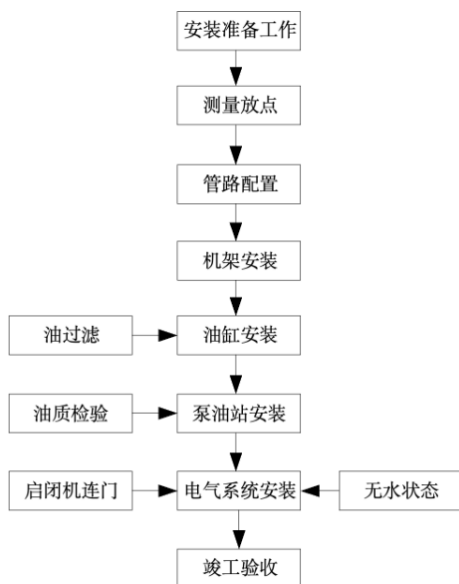 安装准备工作
测量放点
管路配置
机架安装
油过滤
油缸安装
油质检验
泵油站安装
启闭机连门
电气系统安装
无水状态
竣工验收